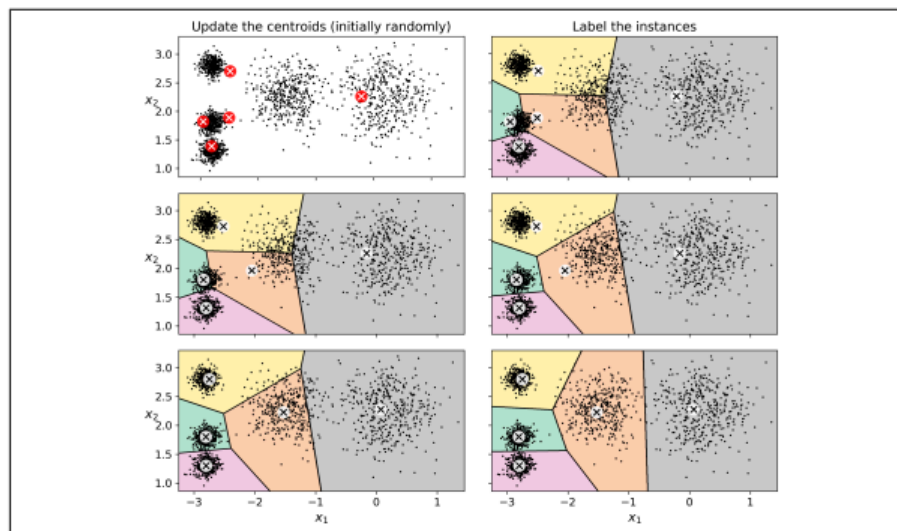 Update the centroids (initially randomly)
Label the instances
3.0
2.5
x2
2.0
1.5
1.0
3.0
2.5
x2
2.0
1.5
1.0
3.0
2.5
x2
2.0
1.5
1.0
−3 −2 −1 0 1
x1
−3 −2 −1 0 1
x1